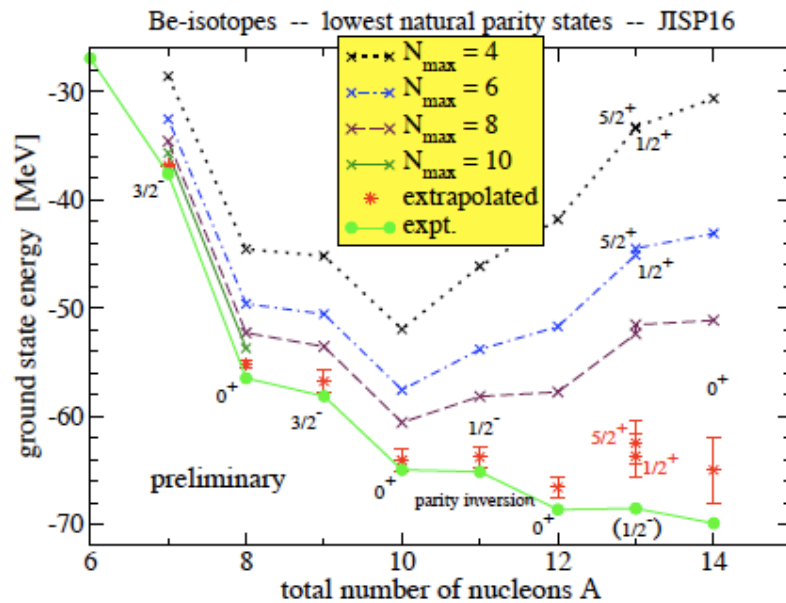 Be-isotopes -- lowest natural parity states -- JISP16
N_max = 4
N_max = 6
N_max = 8
N_max = 10
extrapolated
expt.
ground state energy [MeV]
-30
-40
-50
-60
-70
5/2+
1/2+
3/2-
5/2+
1/2+
0+
0+
3/2-
1/2-
5/2+
1/2+
0+
preliminary
parity inversion
0+
(1/2-)
6
8
10
12
14
total number of nucleons A